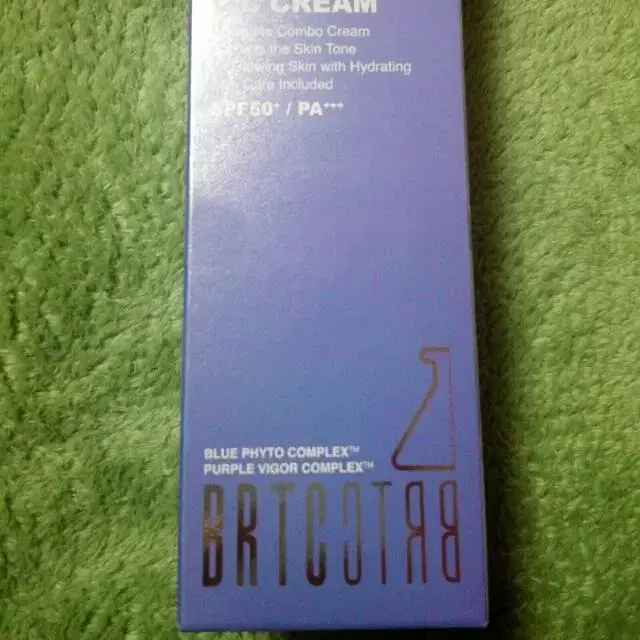 CREAM
Combo Cream
the Skin Tone
Skin with Hydrating
care Included
SPF50⁺ / PA⁺⁺⁺
BLUE PHYTO COMPLEX™
PURPLE VIGOR COMPLEX™
BRTC